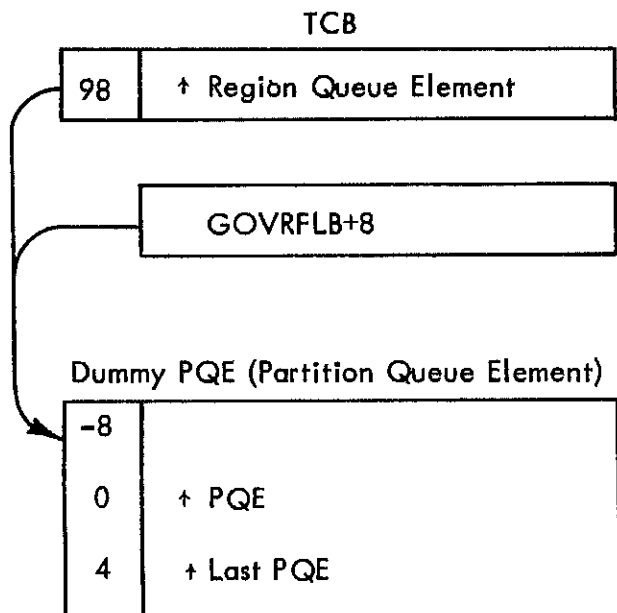 TCB
98 ↑ Region Queue Element
GOVRFLB+8
Dummy PQE (Partition Queue Element)
-8
0 ↑ PQE
4 ↑ Last PQE